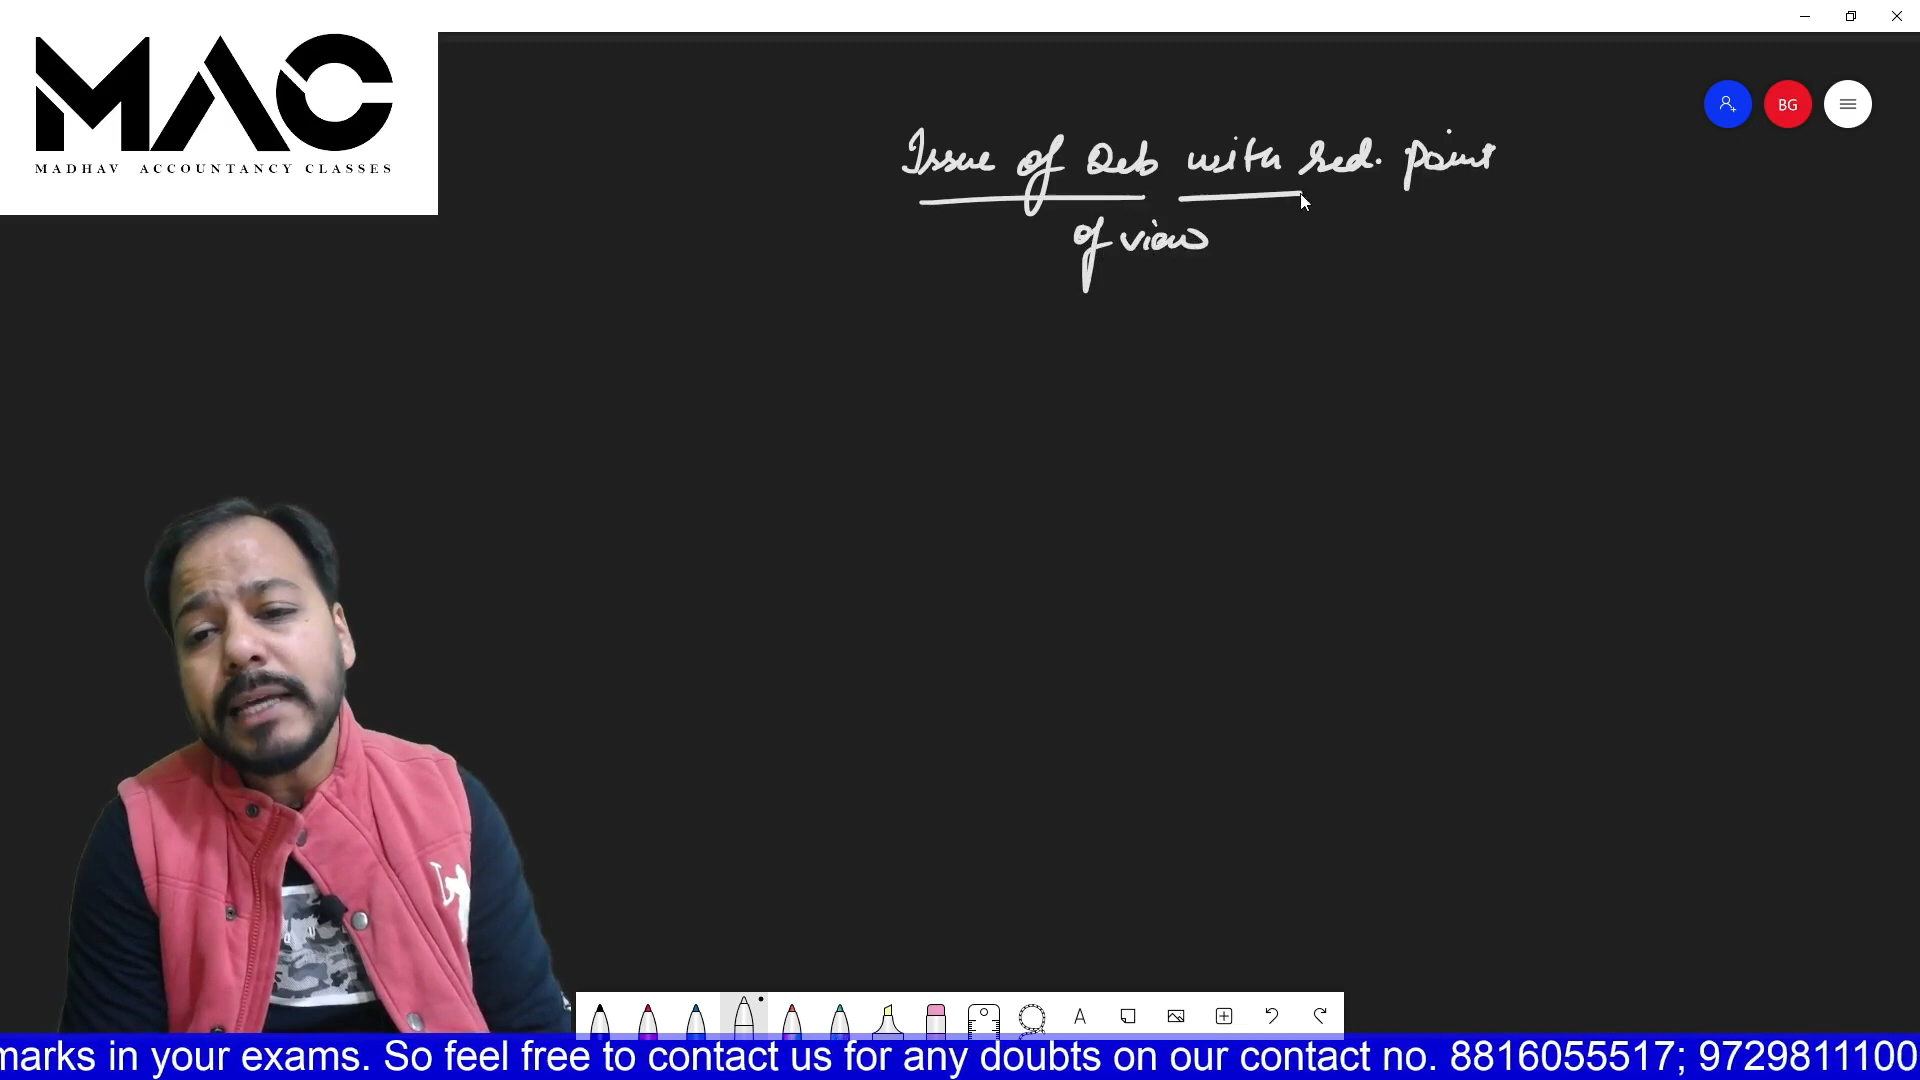 MAC
MADHAV ACCOUNTANCY CLASSES
BG
Issue of Deb with red. point
of view
A
marks in your exams. So feel free to contact us for any doubts on our contact no. 8816055517; 9729811100